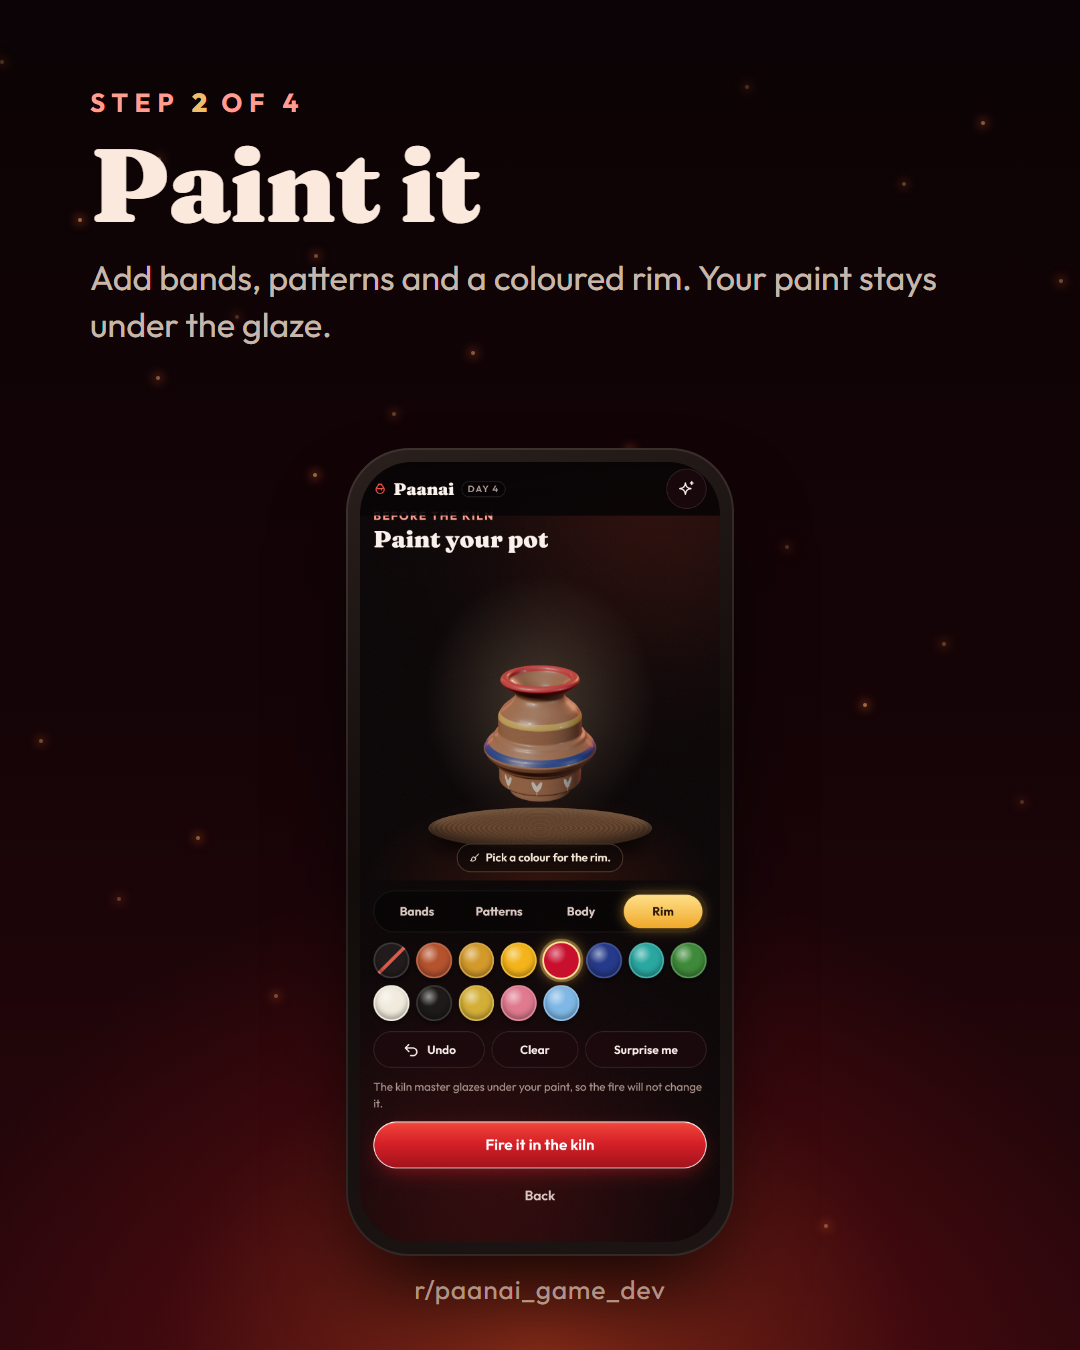 STEP 2 OF 4
Paint it
Add bands, patterns and a coloured rim. Your paint stays
under the glaze.
Paanai DAY 4
BEFORE THE KILN
Paint your pot
Pick a colour for the rim.
Bands Patterns Body Rim
Undo Clear Surprise me
The kiln master glazes under your paint, so the fire will not change
it.
Fire it in the kiln
Back
r/paanai_game_dev